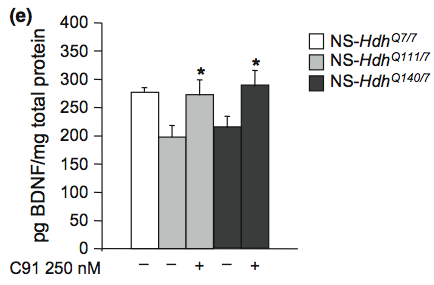 (e)
400
350
300
250
200
150
100
50
0
pg BDNF/mg total protein
* *
NS-HdhQ7/7
NS-HdhQ111/7
NS-HdhQ140/7
C91 250 nM – – + – +